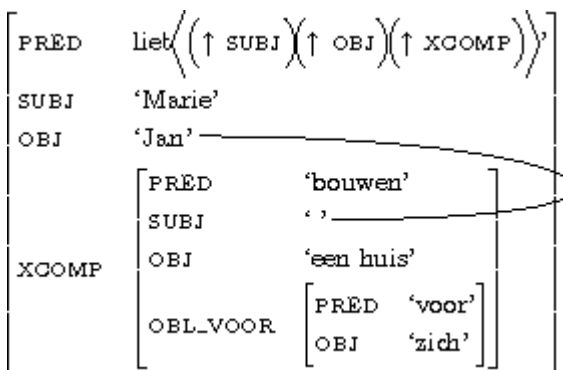 PRED liet⟨(↑ SUBJ)(↑ OBJ)(↑ XCOMP)⟩’
SUBJ ‘Marie’
OBJ ‘Jan’
PRED ‘bouwen’
SUBJ ‘ ’
XCOMP OBJ ‘een huis’
OBL_VOOR PRED ‘voor’
OBJ ‘zich’